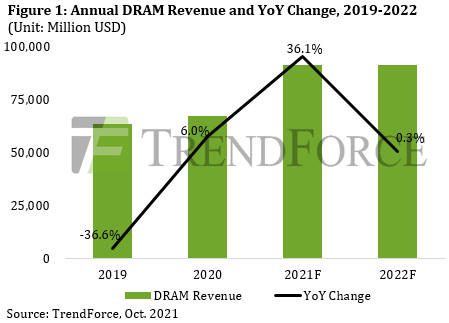 Figure 1: Annual DRAM Revenue and YoY Change, 2019-2022
(Unit: Million USD)
100,000
75,000
50,000
25,000
0
-36.6%
6.0%
36.1%
0.3%
TRENDFORCE
2019 2020 2021F 2022F
DRAM Revenue YoY Change
Source: TrendForce, Oct. 2021